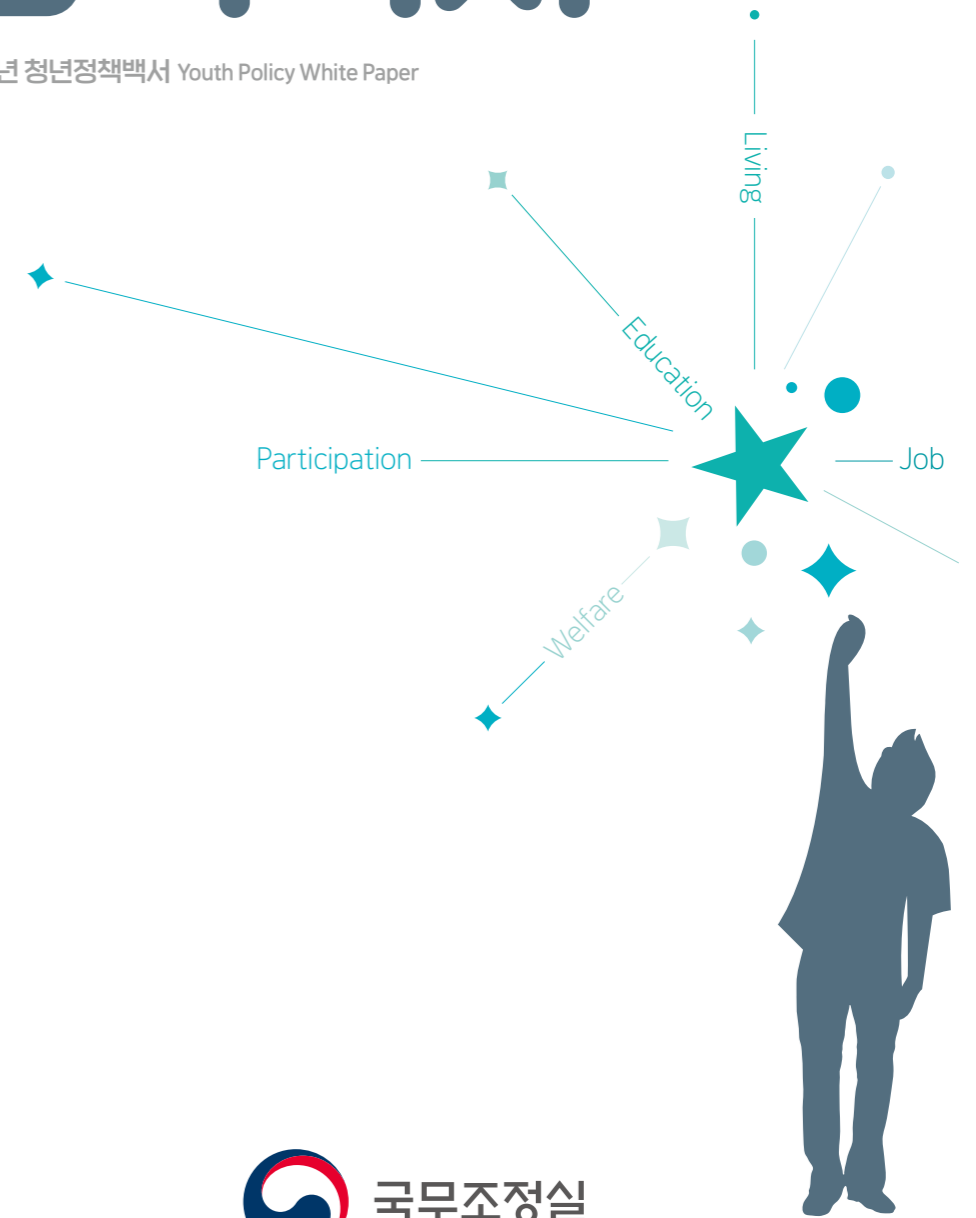 년 청년정책백서 Youth Policy White Paper
Living
Education
Participation
Job
Welfare
국무조정실